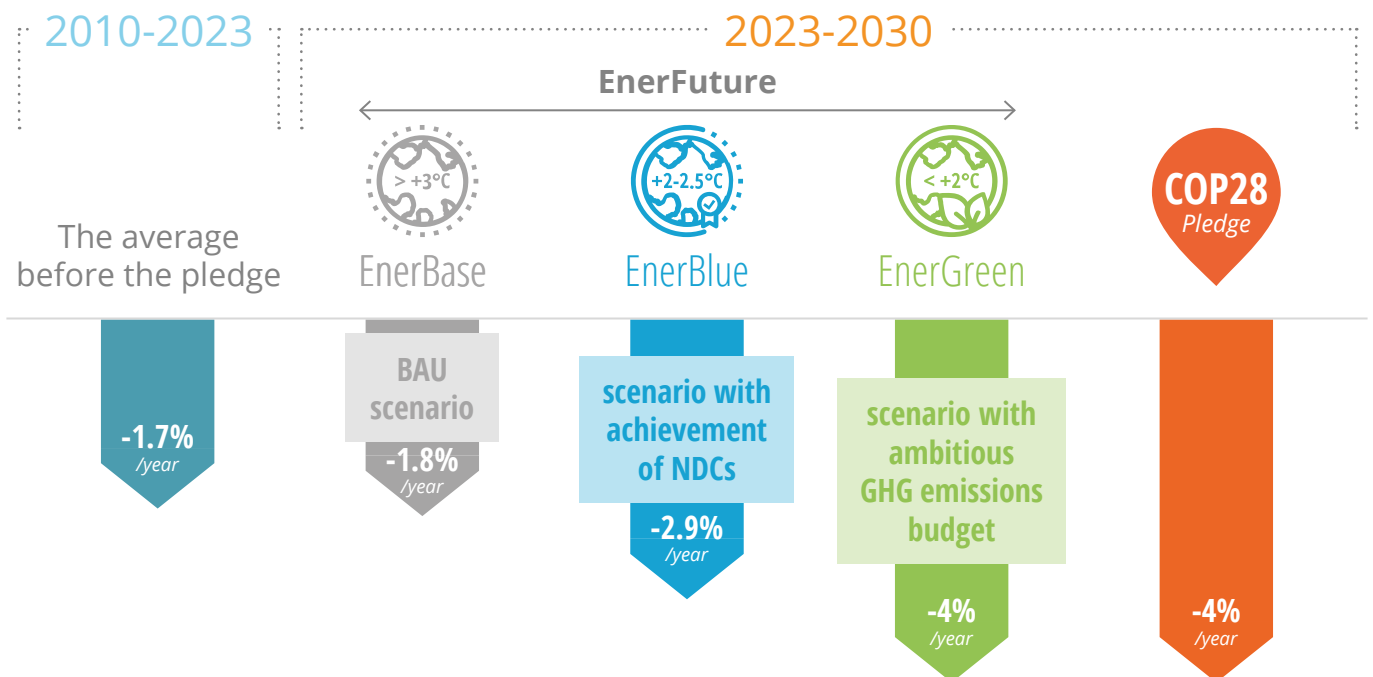 2010-2023
2023-2030
EnerFuture
The average
before the pledge
> +3°C
EnerBase
+2-2.5°C
EnerBlue
< +2°C
EnerGreen
COP28
Pledge
-1.7%
/year
BAU
scenario
-1.8%
/year
scenario with
achievement
of NDCs
-2.9%
/year
scenario with
ambitious
GHG emissions
budget
-4%
/year
-4%
/year